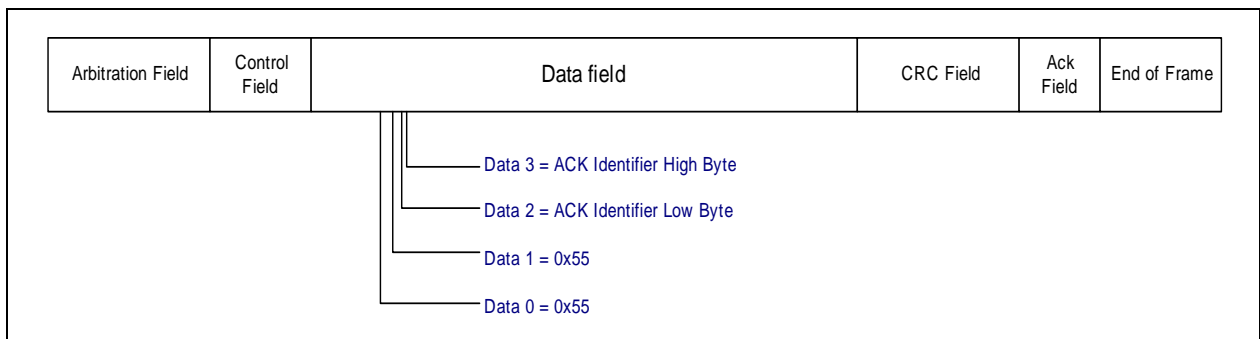 Arbitration Field
Control
Field
Data field
CRC Field
Ack
Field
End of Frame
Data 3 = ACK Identifier High Byte
Data 2 = ACK Identifier Low Byte
Data 1 = 0x55
Data 0 = 0x55